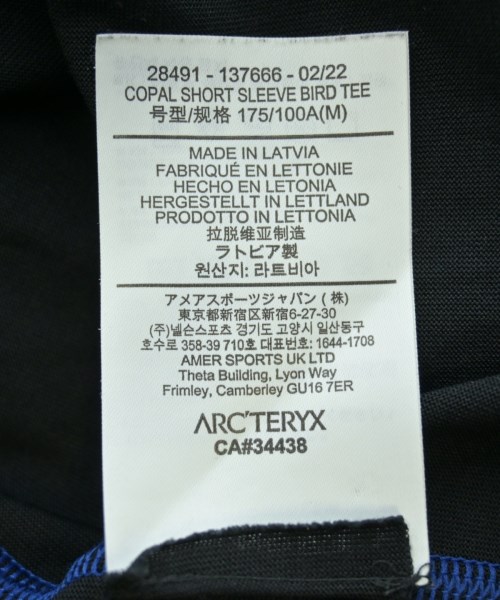 28491 - 137666 - 02/22
COPAL SHORT SLEEVE BIRD TEE
号型/规格 175/100A(M)
MADE IN LATVIA
FABRIQUÉ EN LETTONIE
HECHO EN LETONIA
HERGESTELLT IN LETTLAND
PRODOTTO IN LETTONIA
拉脱维亚制造
ラトビア製
원산지: 라트비아
アメアスポーツジャパン (株)
東京都新宿区新宿6-27-30
(주)넬슨스포츠 경기도 고양시 일산동구
호수로 358-39 710호 대표번호: 1644-1708
AMER SPORTS UK LTD
Theta Building, Lyon Way
Frimley, Camberley GU16 7ER
ARC'TERYX
CA#34438